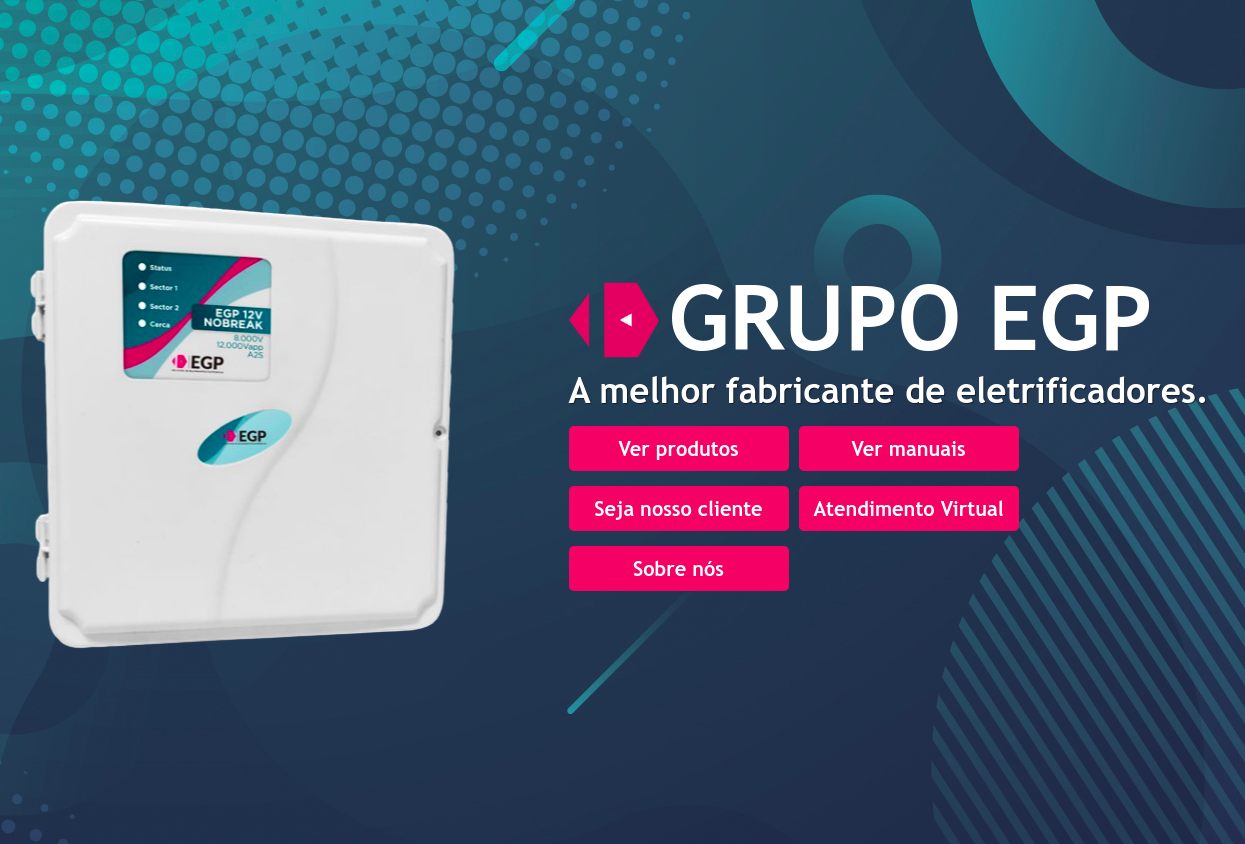 Status
Sector 1
Sector 2
Cerca
EGP 12V
NOBREAK
8.000V
12.000Vapp
A2S
EGP
EGP
GRUPO EGP
A melhor fabricante de eletrificadores.
Ver produtos
Ver manuais
Seja nosso cliente
Atendimento Virtual
Sobre nós